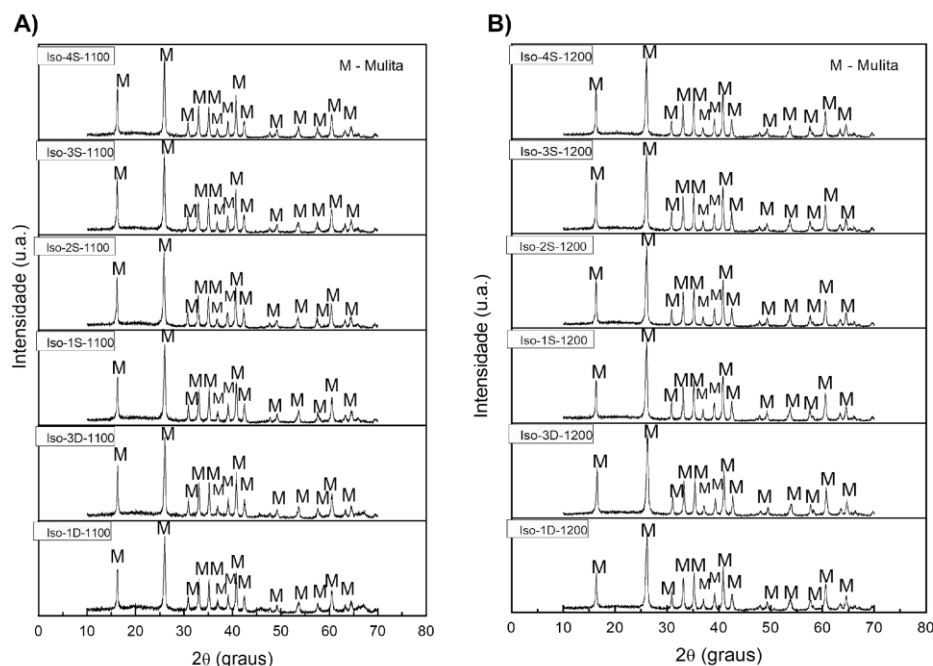 A)
Iso-4S-1100
M - Mulita
M M M M M M M M M M M M M M
Iso-3S-1100
M M M M M M M M M M M M M M
Iso-2S-1100
M M M M M M M M M M M M M M
Iso-1S-1100
M M M M M M M M M M M M M M
Iso-3D-1100
M M M M M M M M M M M M M M
Iso-1D-1100
M M M M M M M M M M M M M M
Intensidade (u.a.)
0 10 20 30 40 50 60 70 80
2θ (graus)
B)
Iso-4S-1200
M - Mulita
M M M M M M M M M M M M M M
Iso-3S-1200
M M M M M M M M M M M M M M
Iso-2S-1200
M M M M M M M M M M M M M M
Iso-1S-1200
M M M M M M M M M M M M M M
Iso-3D-1200
M M M M M M M M M M M M M M
Iso-1D-1200
M M M M M M M M M M M M M M
Intensidade (u.a.)
0 10 20 30 40 50 60 70 80
2θ (graus)